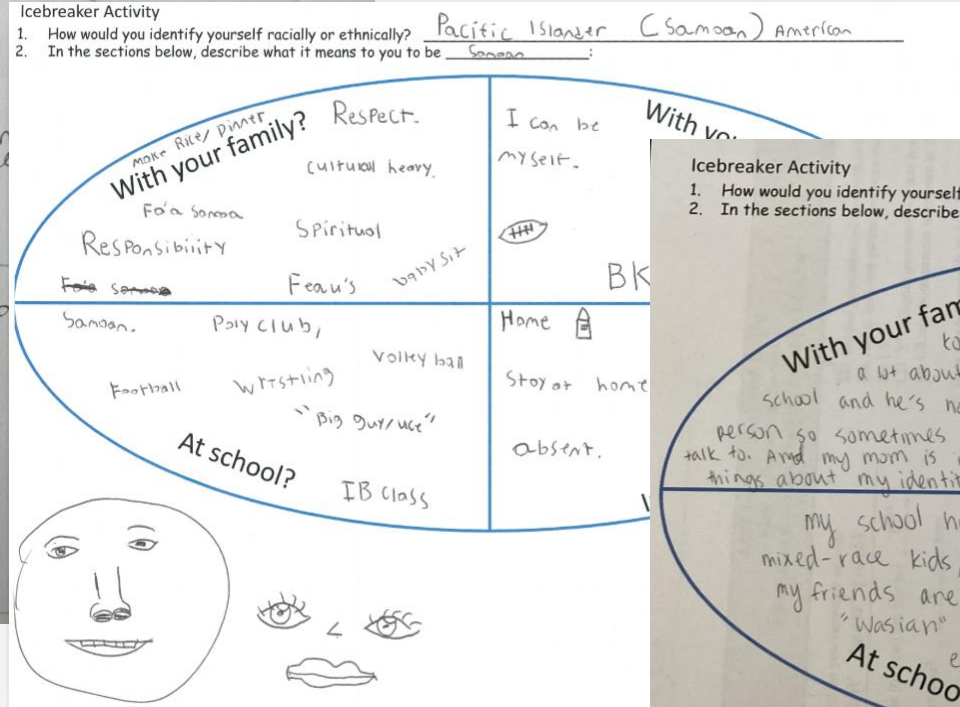 Icebreaker Activity
1. How would you identify yourself racially or ethnically? Pacific Islander (Samoan) American
2. In the sections below, describe what it means to you to be Samoan:
With your family?
Make Rice/ Dinner
Respect.
Cultural heavy.
Fa'a Samoa
Spiritual
Responsibility
Feau's
babysit
Fa'a Samoa
With yo
I can be
myself.
BK
Samoan.
Poly club,
Volley ball
Football
Wrestling
"Big guy/uce"
At school?
IB Class
Home
Stay at home
absent.
Icebreaker Activity
1. How would you identify yourself
2. In the sections below, describe
With your fam
a lot about
school and he's
person so sometimes
talk to. And my mom is
things about my identit
my school
mixed-race kids
my friends are
"wasian"
At schoo